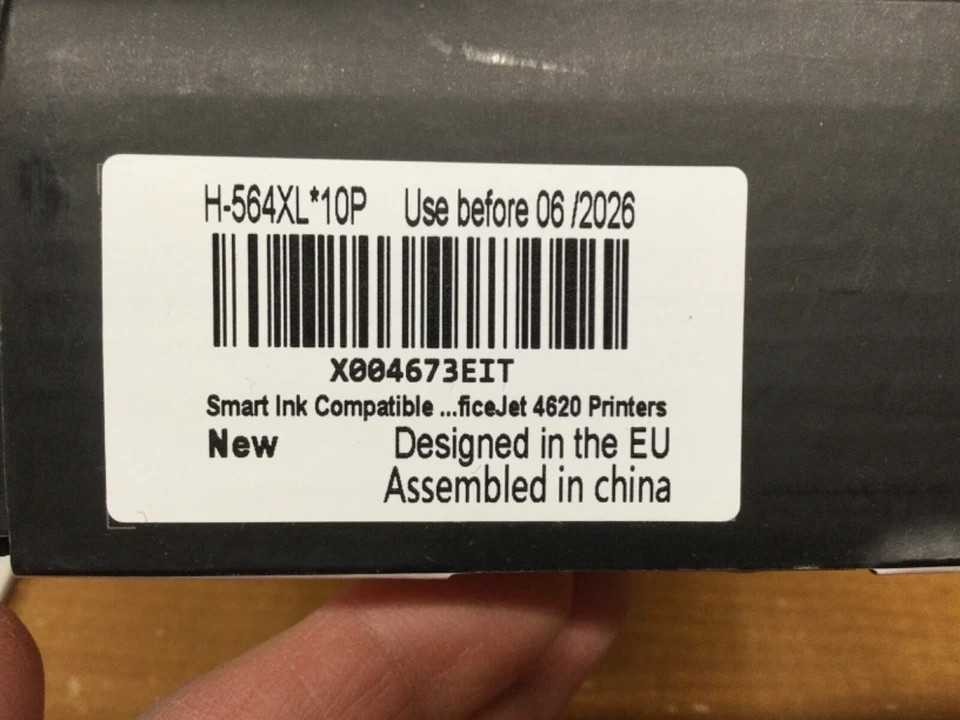 H-564XL*10P Use before 06 /2026
X004673EIT
Smart Ink Compatible ...ficeJet 4620 Printers
New Designed in the EU
Assembled in china